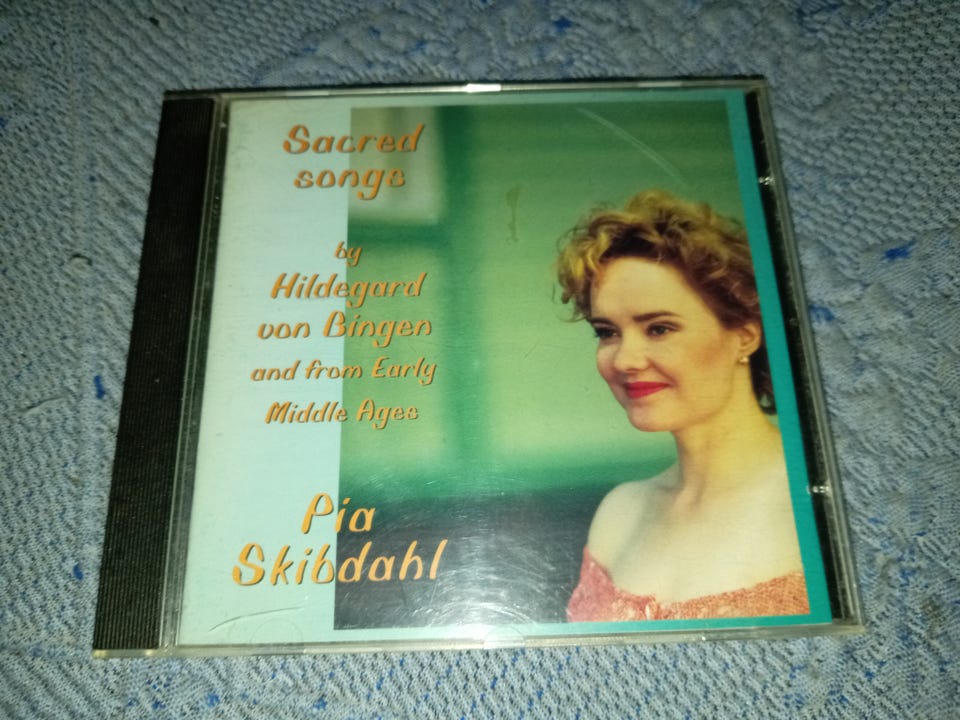 Sacred
songs
by
Hildegard
von Bingen
and from Early
Middle Ages
Pia
Skibdahl